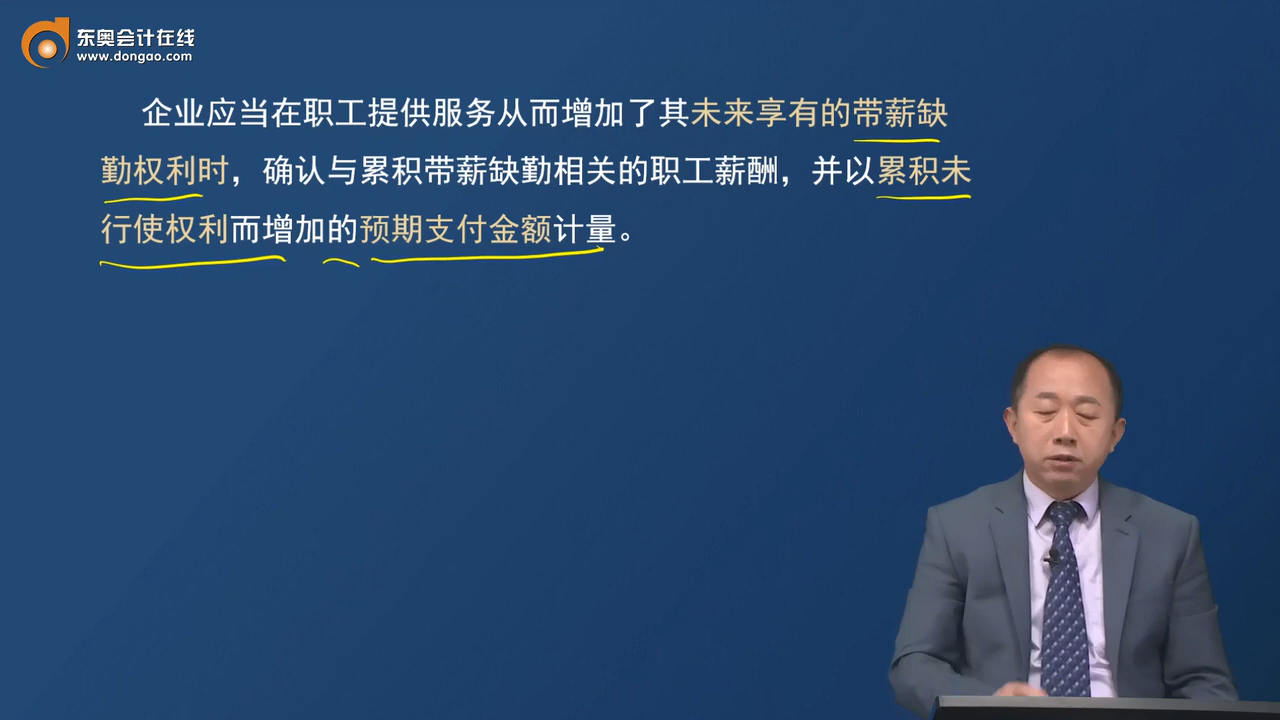 东奥会计在线
www.dongao.com
企业应当在职工提供服务从而增加了其未来享有的带薪缺
勤权利时，确认与累积带薪缺勤相关的职工薪酬，并以累积未
行使权利而增加的预期支付金额计量。